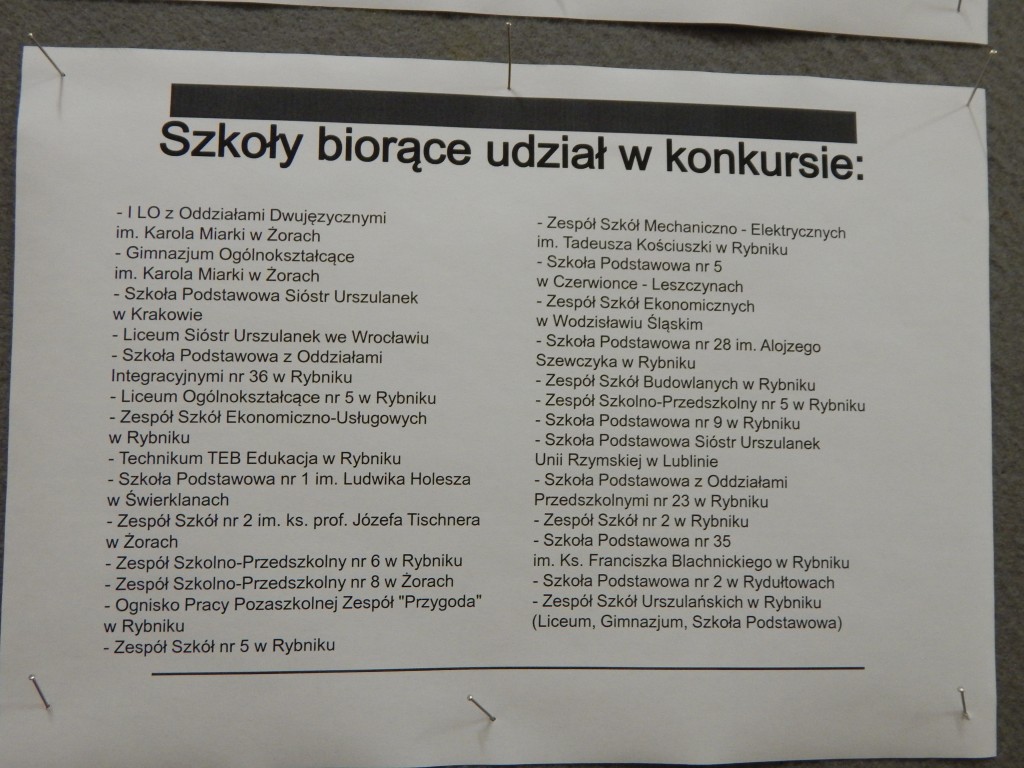 Szkoły biorące udział w konkursie:
- I LO z Oddziałami Dwujęzycznymi
im. Karola Miarki w Żorach
- Gimnazjum Ogólnokształcące
im. Karola Miarki w Żorach
- Szkoła Podstawowa Sióstr Urszulanek
w Krakowie
- Liceum Sióstr Urszulanek we Wrocławiu
- Szkoła Podstawowa z Oddziałami
Integracyjnymi nr 36 w Rybniku
- Liceum Ogólnokształcące nr 5 w Rybniku
- Zespół Szkół Ekonomiczno-Usługowych
w Rybniku
- Technikum TEB Edukacja w Rybniku
- Szkoła Podstawowa nr 1 im. Ludwika Holesza
w Świerklanach
- Zespół Szkół nr 2 im. ks. prof. Józefa Tischnera
w Żorach
- Zespół Szkolno-Przedszkolny nr 6 w Rybniku
- Zespół Szkolno-Przedszkolny nr 8 w Żorach
- Ognisko Pracy Pozaszkolnej Zespół "Przygoda"
w Rybniku
- Zespół Szkół nr 5 w Rybniku
- Zespół Szkół Mechaniczno - Elektrycznych
im. Tadeusza Kościuszki w Rybniku
- Szkoła Podstawowa nr 5
w Czerwionce - Leszczynach
- Zespół Szkół Ekonomicznych
w Wodzisławiu Śląskim
- Szkoła Podstawowa nr 28 im. Alojzego
Szewczyka w Rybniku
- Zespół Szkół Budowlanych w Rybniku
- Zespół Szkolno-Przedszkolny nr 5 w Rybniku
- Szkoła Podstawowa nr 9 w Rybniku
- Szkoła Podstawowa Sióstr Urszulanek
Unii Rzymskiej w Lublinie
- Szkoła Podstawowa z Oddziałami
Przedszkolnymi nr 23 w Rybniku
- Zespół Szkół nr 2 w Rybniku
- Szkoła Podstawowa nr 35
im. Ks. Franciszka Blachnickiego w Rybniku
- Szkoła Podstawowa nr 2 w Rydułtowach
- Zespół Szkół Urszulańskich w Rybniku
(Liceum, Gimnazjum, Szkoła Podstawowa)